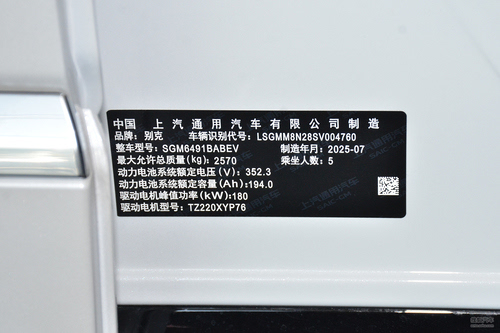 中国 上汽通用汽车有限公司制造
品牌：别克 车辆识别代号：LSGMM8N28SV004760
整车型号：SGM6491BABEV 制造年月：2025-07
最大允许总质量(kg)：2570 乘坐人数：5
动力电池系统额定电压(V)：352.3
动力电池系统额定容量(Ah)：194.0
驱动电机峰值功率(kW)：180
驱动电机型号：TZ220XYP76